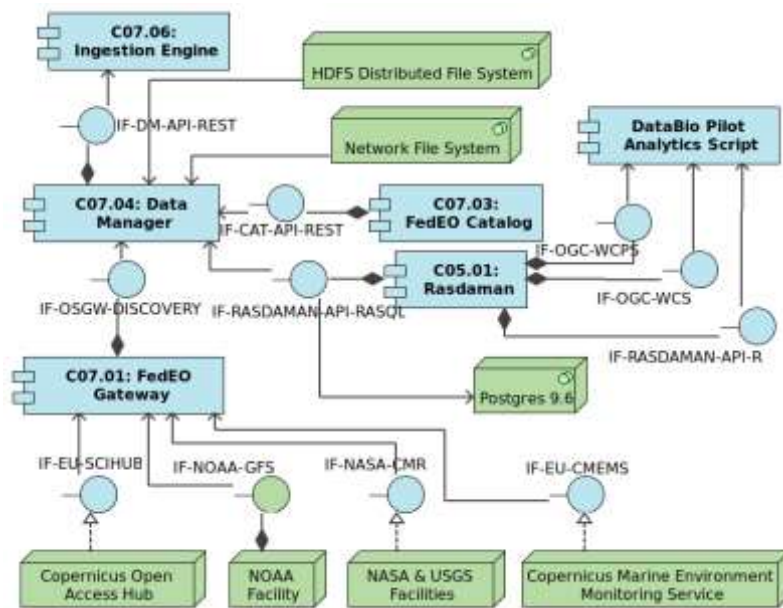 C07.06:
Ingestion Engine
HDFS Distributed File System
IF-DM-API-REST
Network File System
DataBio Pilot
Analytics Script
C07.04: Data
Manager
IF-CAT-API-REST
C07.03:
FedEO Catalog
IF-OGC-WCPS
C05.01:
Rasdaman
IF-OGC-WCS
IF-OSGW-DISCOVERY
IF-RASDAMAN-API-RASQL
IF-RASDAMAN-API-R
C07.01: FedEO
Gateway
Postgres 9.6
IF-EU-SCIHUB
IF-NOAA-GFS
IF-NASA-CMR
IF-EU-CMEMS
Copernicus Open
Access Hub
NOAA
Facility
NASA & USGS
Facilities
Copernicus Marine Environment
Monitoring Service